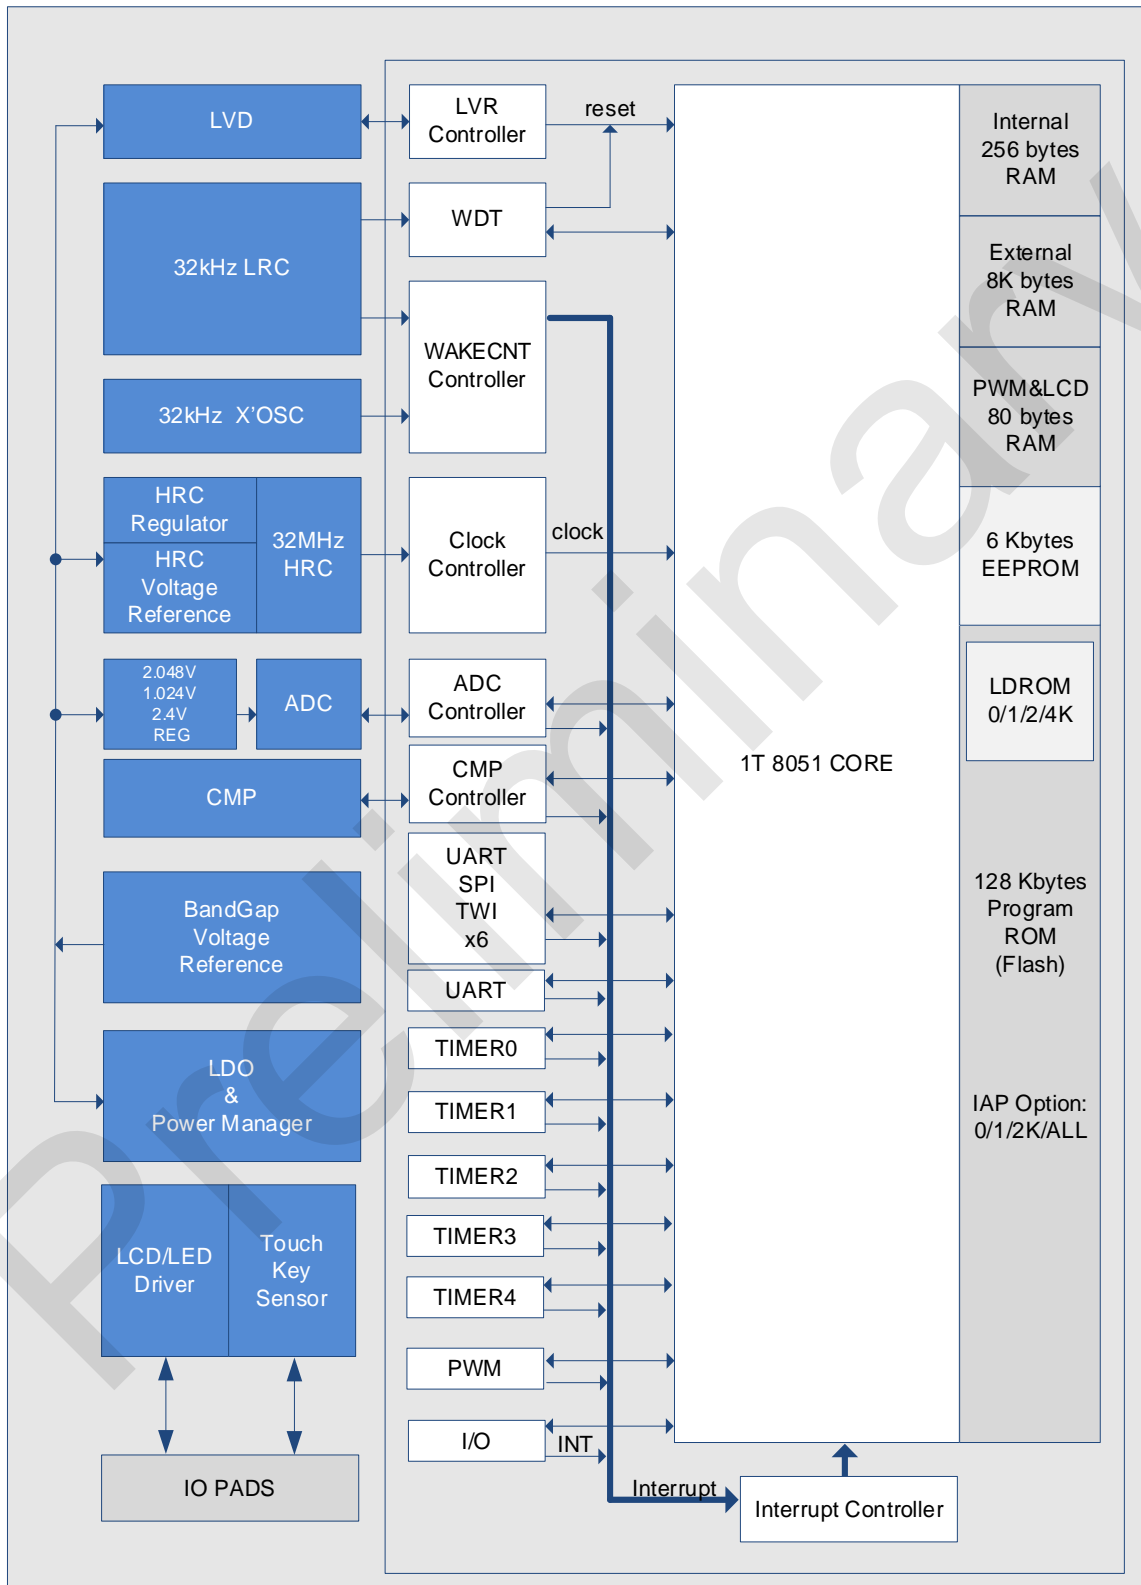 LVD
32kHz LRC
32kHz X'OSC
HRC
Regulator
HRC
Voltage
Reference
32MHz
HRC
2.048V
1.024V
2.4V
REG
ADC
CMP
BandGap
Voltage
Reference
LDO
&
Power Manager
LCD/LED
Driver
Touch
Key
Sensor
IO PADS
LVR
Controller
WDT
WAKECNT
Controller
Clock
Controller
ADC
Controller
CMP
Controller
UART
SPI
TWI
x6
UART
TIMER0
TIMER1
TIMER2
TIMER3
TIMER4
PWM
I/O
reset
clock
INT
Interrupt
Interrupt Controller
1T 8051 CORE
Internal
256 bytes
RAM
External
8K bytes
RAM
PWM&LCD
80 bytes
RAM
6 Kbytes
EEPROM
LDROM
0/1/2/4K
128 Kbytes
Program
ROM
(Flash)
IAP Option:
0/1/2K/ALL
Preliminary